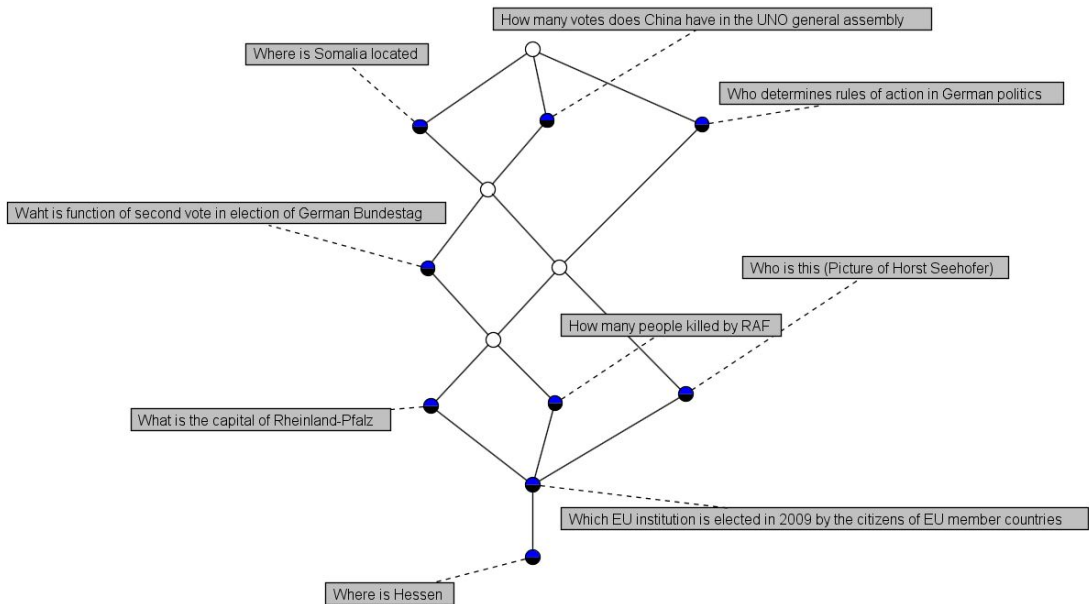 How many votes does China have in the UNO general assembly
Where is Somalia located
Who determines rules of action in German politics
Waht is function of second vote in election of German Bundestag
Who is this (Picture of Horst Seehofer)
How many people killed by RAF
What is the capital of Rheinland-Pfalz
Which EU institution is elected in 2009 by the citizens of EU member countries
Where is Hessen